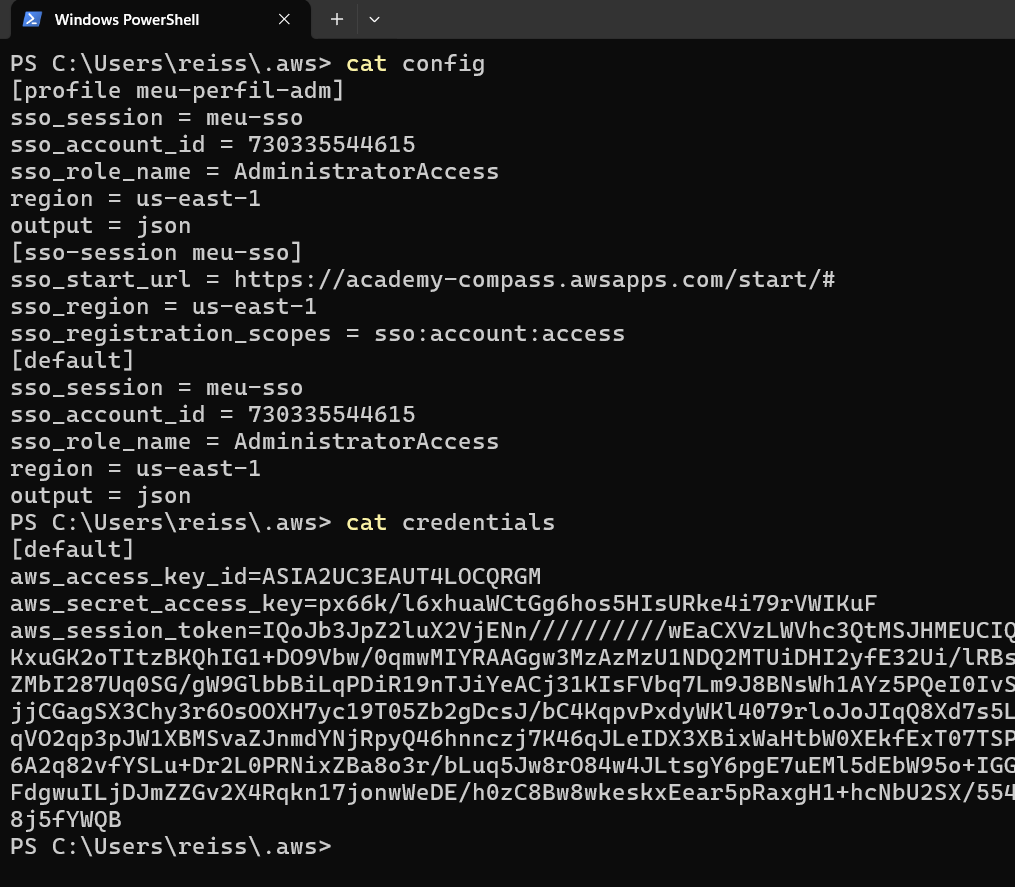 Windows PowerShell
PS C:\Users\reiss\.aws> cat config
[profile meu-perfil-adm]
sso_session = meu-sso
sso_account_id = 730335544615
sso_role_name = AdministratorAccess
region = us-east-1
output = json
[sso-session meu-sso]
sso_start_url = https://academy-compass.awsapps.com/start/#
sso_region = us-east-1
sso_registration_scopes = sso:account:access
[default]
sso_session = meu-sso
sso_account_id = 730335544615
sso_role_name = AdministratorAccess
region = us-east-1
output = json
PS C:\Users\reiss\.aws> cat credentials
[default]
aws_access_key_id=ASIA2UC3EAUT4LOCQRGM
aws_secret_access_key=px66k/l6xhuaWCtGg6hos5HIsURke4i79rVWIKuF
aws_session_token=IQoJb3JpZ2luX2VjENn//////////wEaCXVzLWVhc3QtMSJHMEUCIQ
KxuGK2oTItzBKQhIG1+DO9Vbw/0qmwMIYRAAGgw3MzAzMzU1NDQ2MTUiDHI2yfE32Ui/lRBs
ZMbI287Uq0SG/gW9GlbbBiLqPDiR19nTJiYeACj31KIsFVbq7Lm9J8BNsWh1AYz5PQeI0IvS
jjCGagSX3Chy3r6OsOOXH7yc19T05Zb2gDcsJ/bC4KqpvPxdyWKl4079rloJoJIqQ8Xd7s5L
qVO2qp3pJW1XBMSvaZJnmdYNjRpyQ46hnnczj7K46qJLeIDX3XBixWaHtbW0XEkfExT07TSP
6A2q82vfYSLu+Dr2L0PRNixZBa8o3r/bLuq5Jw8rO84w4JLtsgY6pgE7uEMl5dEbW95o+IGG
FdgwuILjDJmZZGv2X4Rqkn17jonwWeDE/h0zC8Bw8wkeskxEear5pRaxgH1+hcNbU2SX/554
8j5fYWQB
PS C:\Users\reiss\.aws>